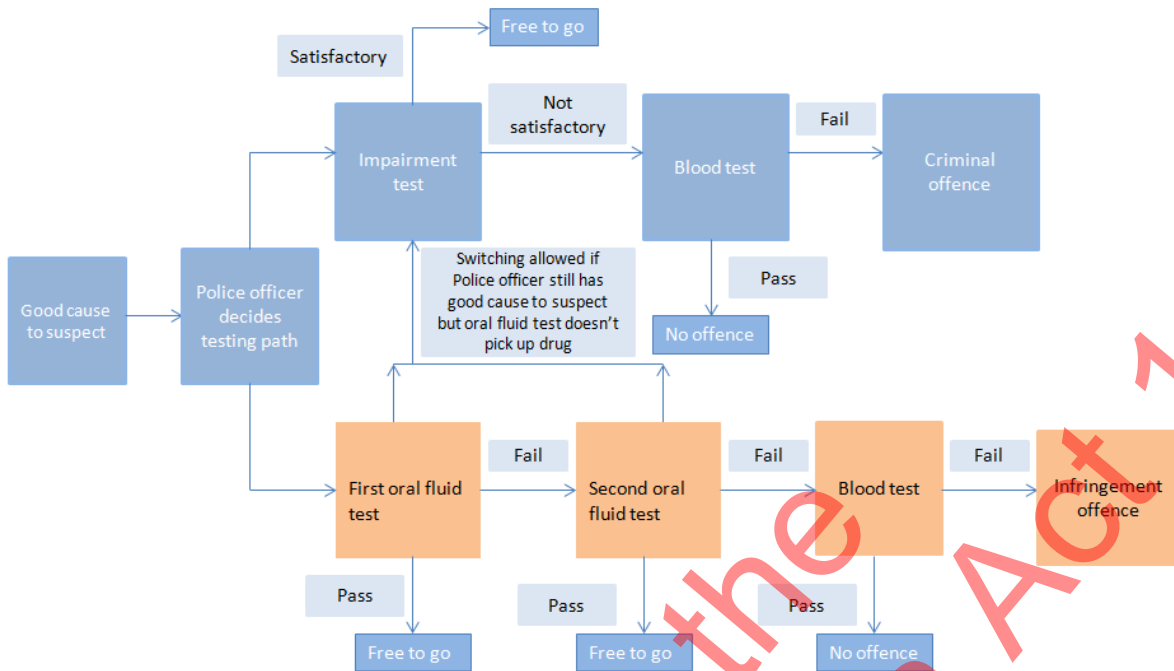 Free to go
Satisfactory
Not
satisfactory
Fail
Impairment
test
Blood test
Criminal
offence
Switching allowed if
Police officer still has
good cause to suspect
but oral fluid test doesn't
pick up drug
Pass
Good cause
to suspect
Police officer
decides
testing path
No offence
Fail
Fail
Fail
First oral fluid
test
Second oral
fluid test
Blood test
Infringement
offence
Pass
Pass
Pass
Free to go
Free to go
No offence
the
Act 1